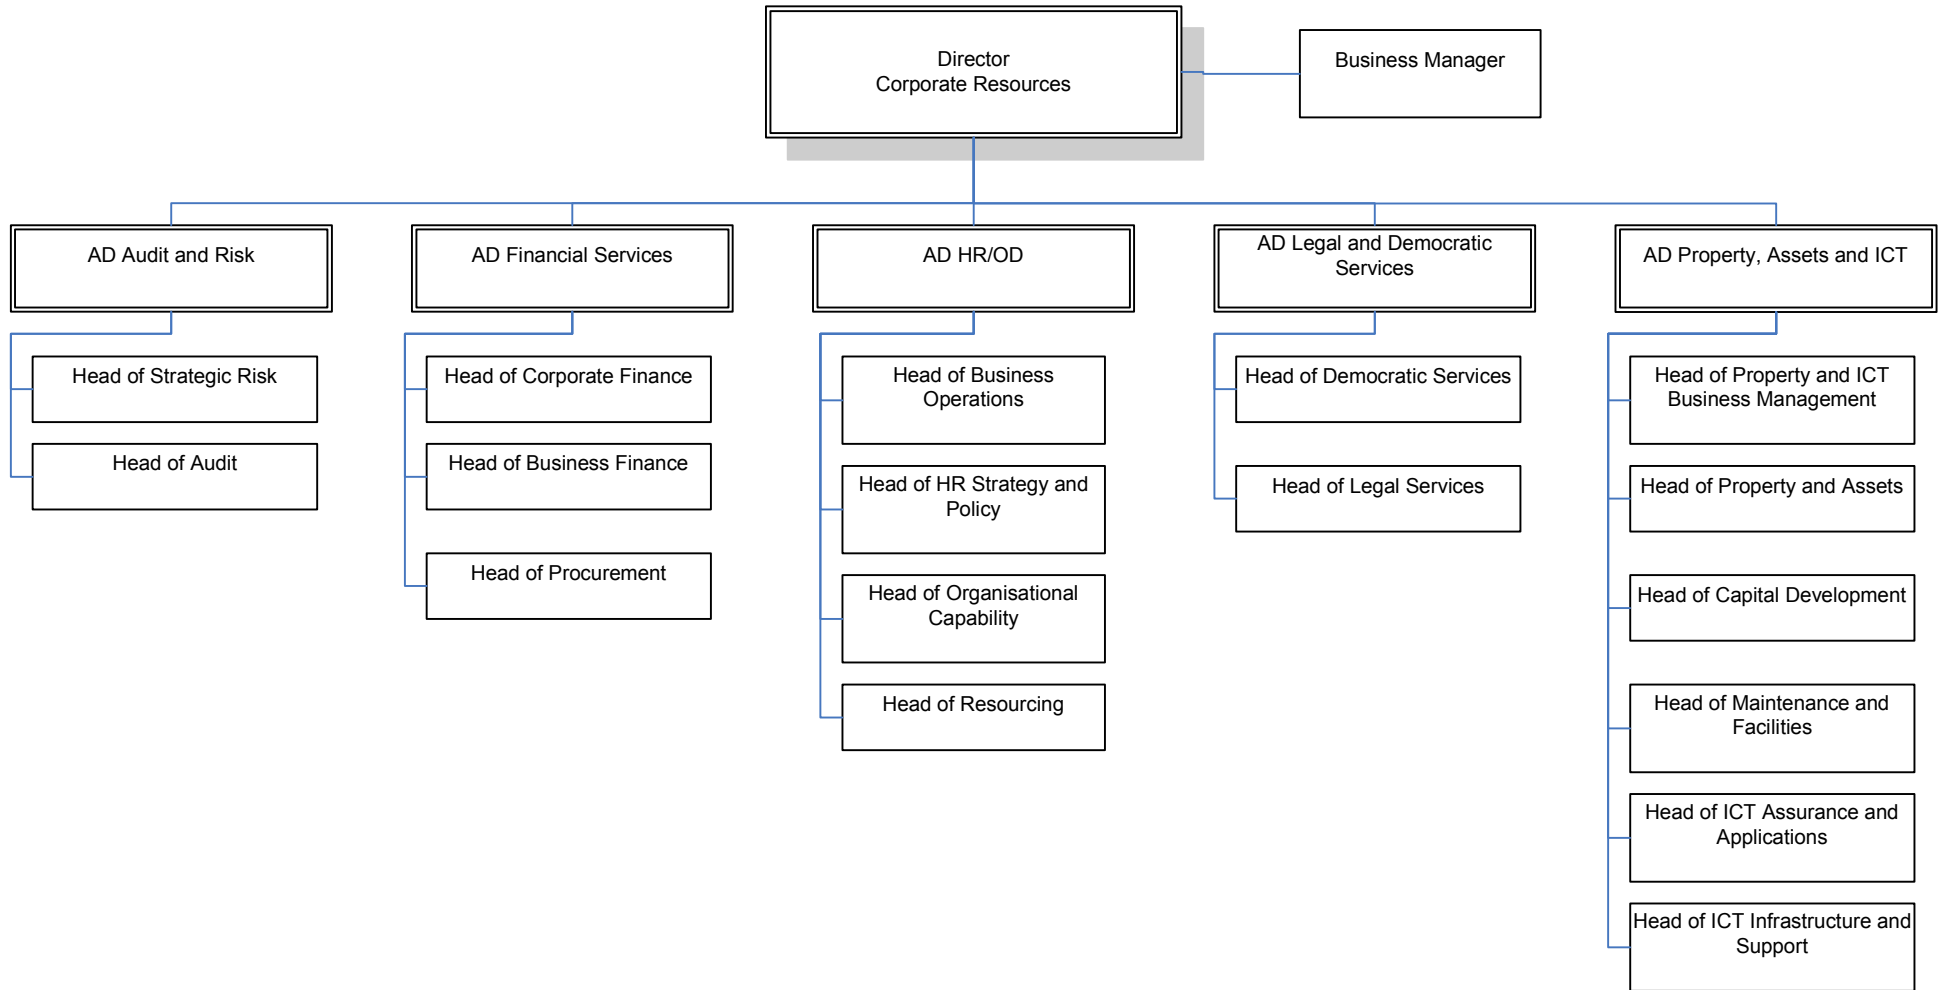 Director
Corporate Resources
Business Manager
AD Audit and Risk
AD Financial Services
AD HR/OD
AD Legal and Democratic
Services
AD Property, Assets and ICT
Head of Strategic Risk
Head of Audit
Head of Corporate Finance
Head of Business Finance
Head of Procurement
Head of Business
Operations
Head of HR Strategy and
Policy
Head of Organisational
Capability
Head of Resourcing
Head of Democratic Services
Head of Legal Services
Head of Property and ICT
Business Management
Head of Property and Assets
Head of Capital Development
Head of Maintenance and
Facilities
Head of ICT Assurance and
Applications
Head of ICT Infrastructure and
Support